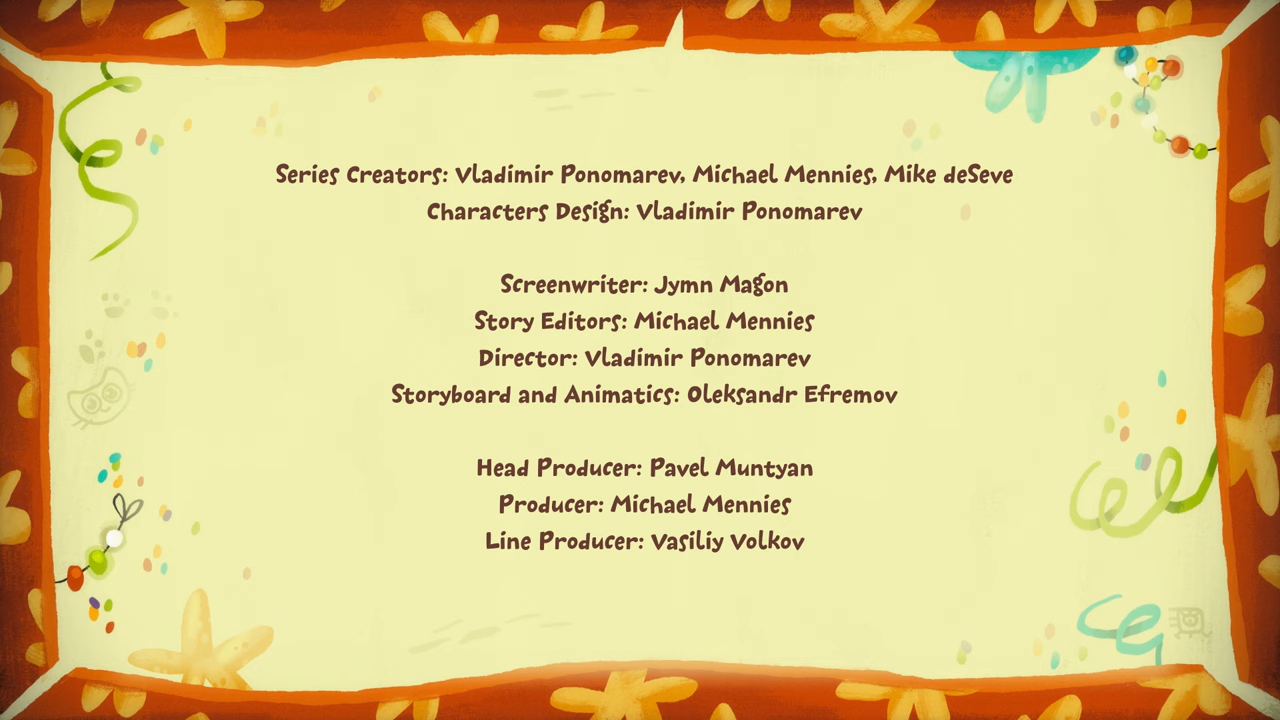 Series Creators: Vladimir Ponomarev, Michael Mennies, Mike deSeve
Characters Design: Vladimir Ponomarev
Screenwriter: Jymn Magon
Story Editors: Michael Mennies
Director: Vladimir Ponomarev
Storyboard and Animatics: Oleksandr Efremov
Head Producer: Pavel Muntyan
Producer: Michael Mennies
Line Producer: Vasiliy Volkov